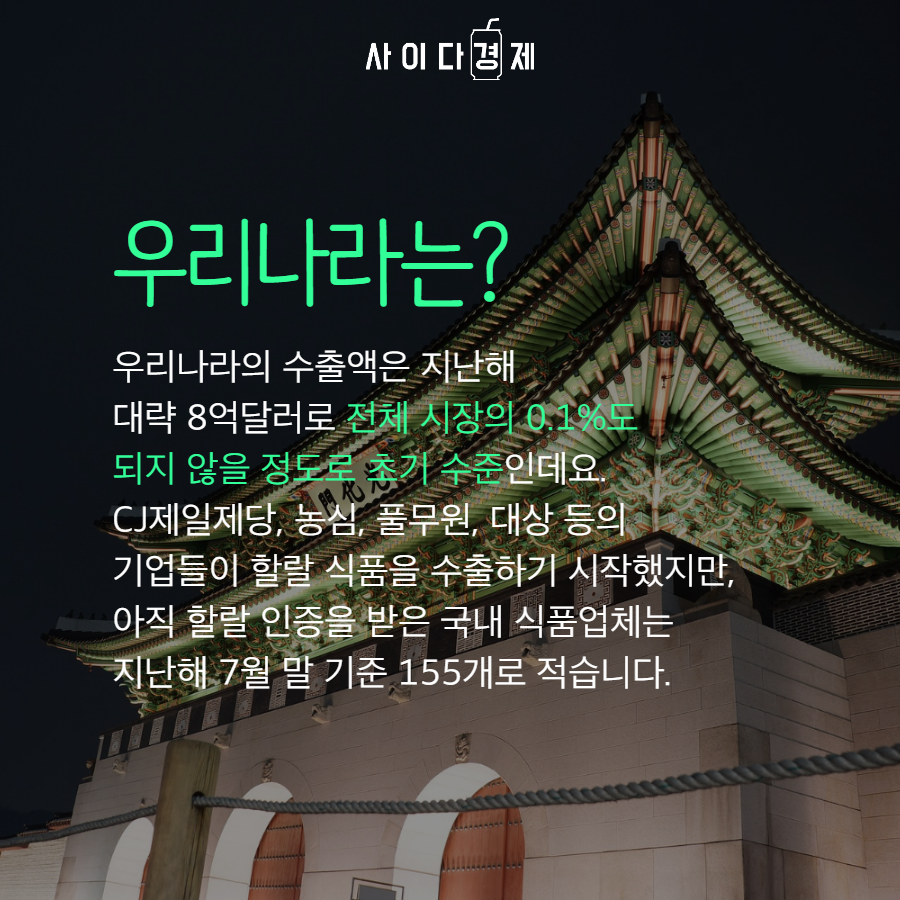 사이다경제
우리나라는?
우리나라의 수출액은 지난해
대략 8억달러로 전체 시장의 0.1%도
되지 않을 정도로 초기 수준인데요.
CJ제일제당, 농심, 풀무원, 대상 등의
기업들이 할랄 식품을 수출하기 시작했지만,
아직 할랄 인증을 받은 국내 식품업체는
지난해 7월 말 기준 155개로 적습니다.